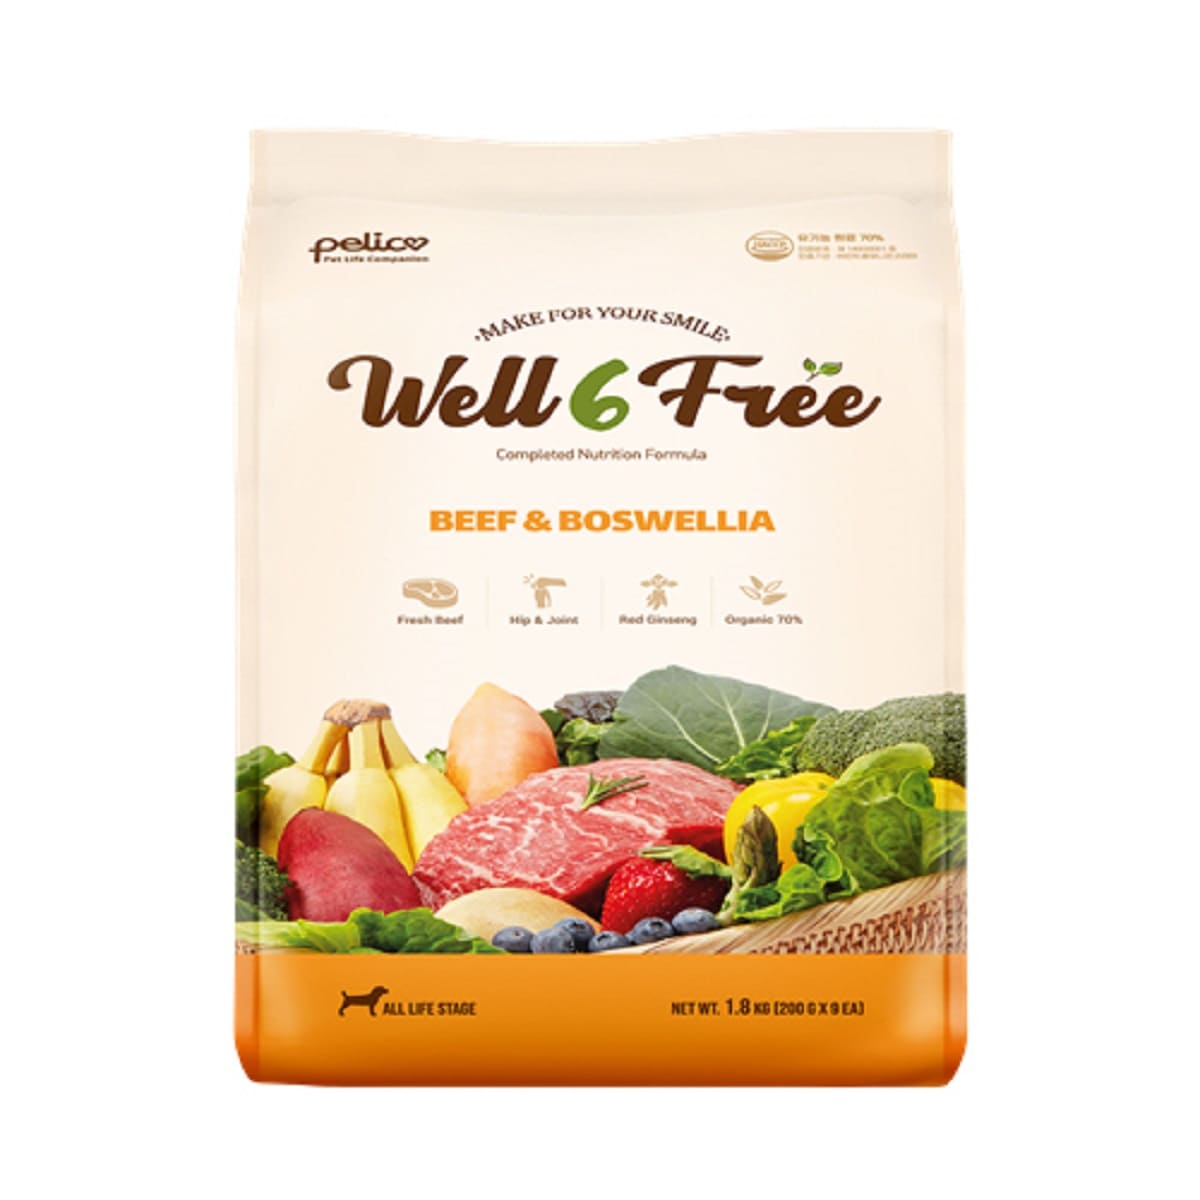 pelico
Pet Life Companion
HACCP
유기농 원료 70%
·MAKE FOR YOUR SMILE·
Well 6 Free
Completed Nutrition Formula
BEEF & BOSWELLIA
Fresh Beef
Hip & Joint
Red Ginseng
Organic 70%
ALL LIFE STAGE
NET WT. 1.8 KG (200 G X 9 EA)